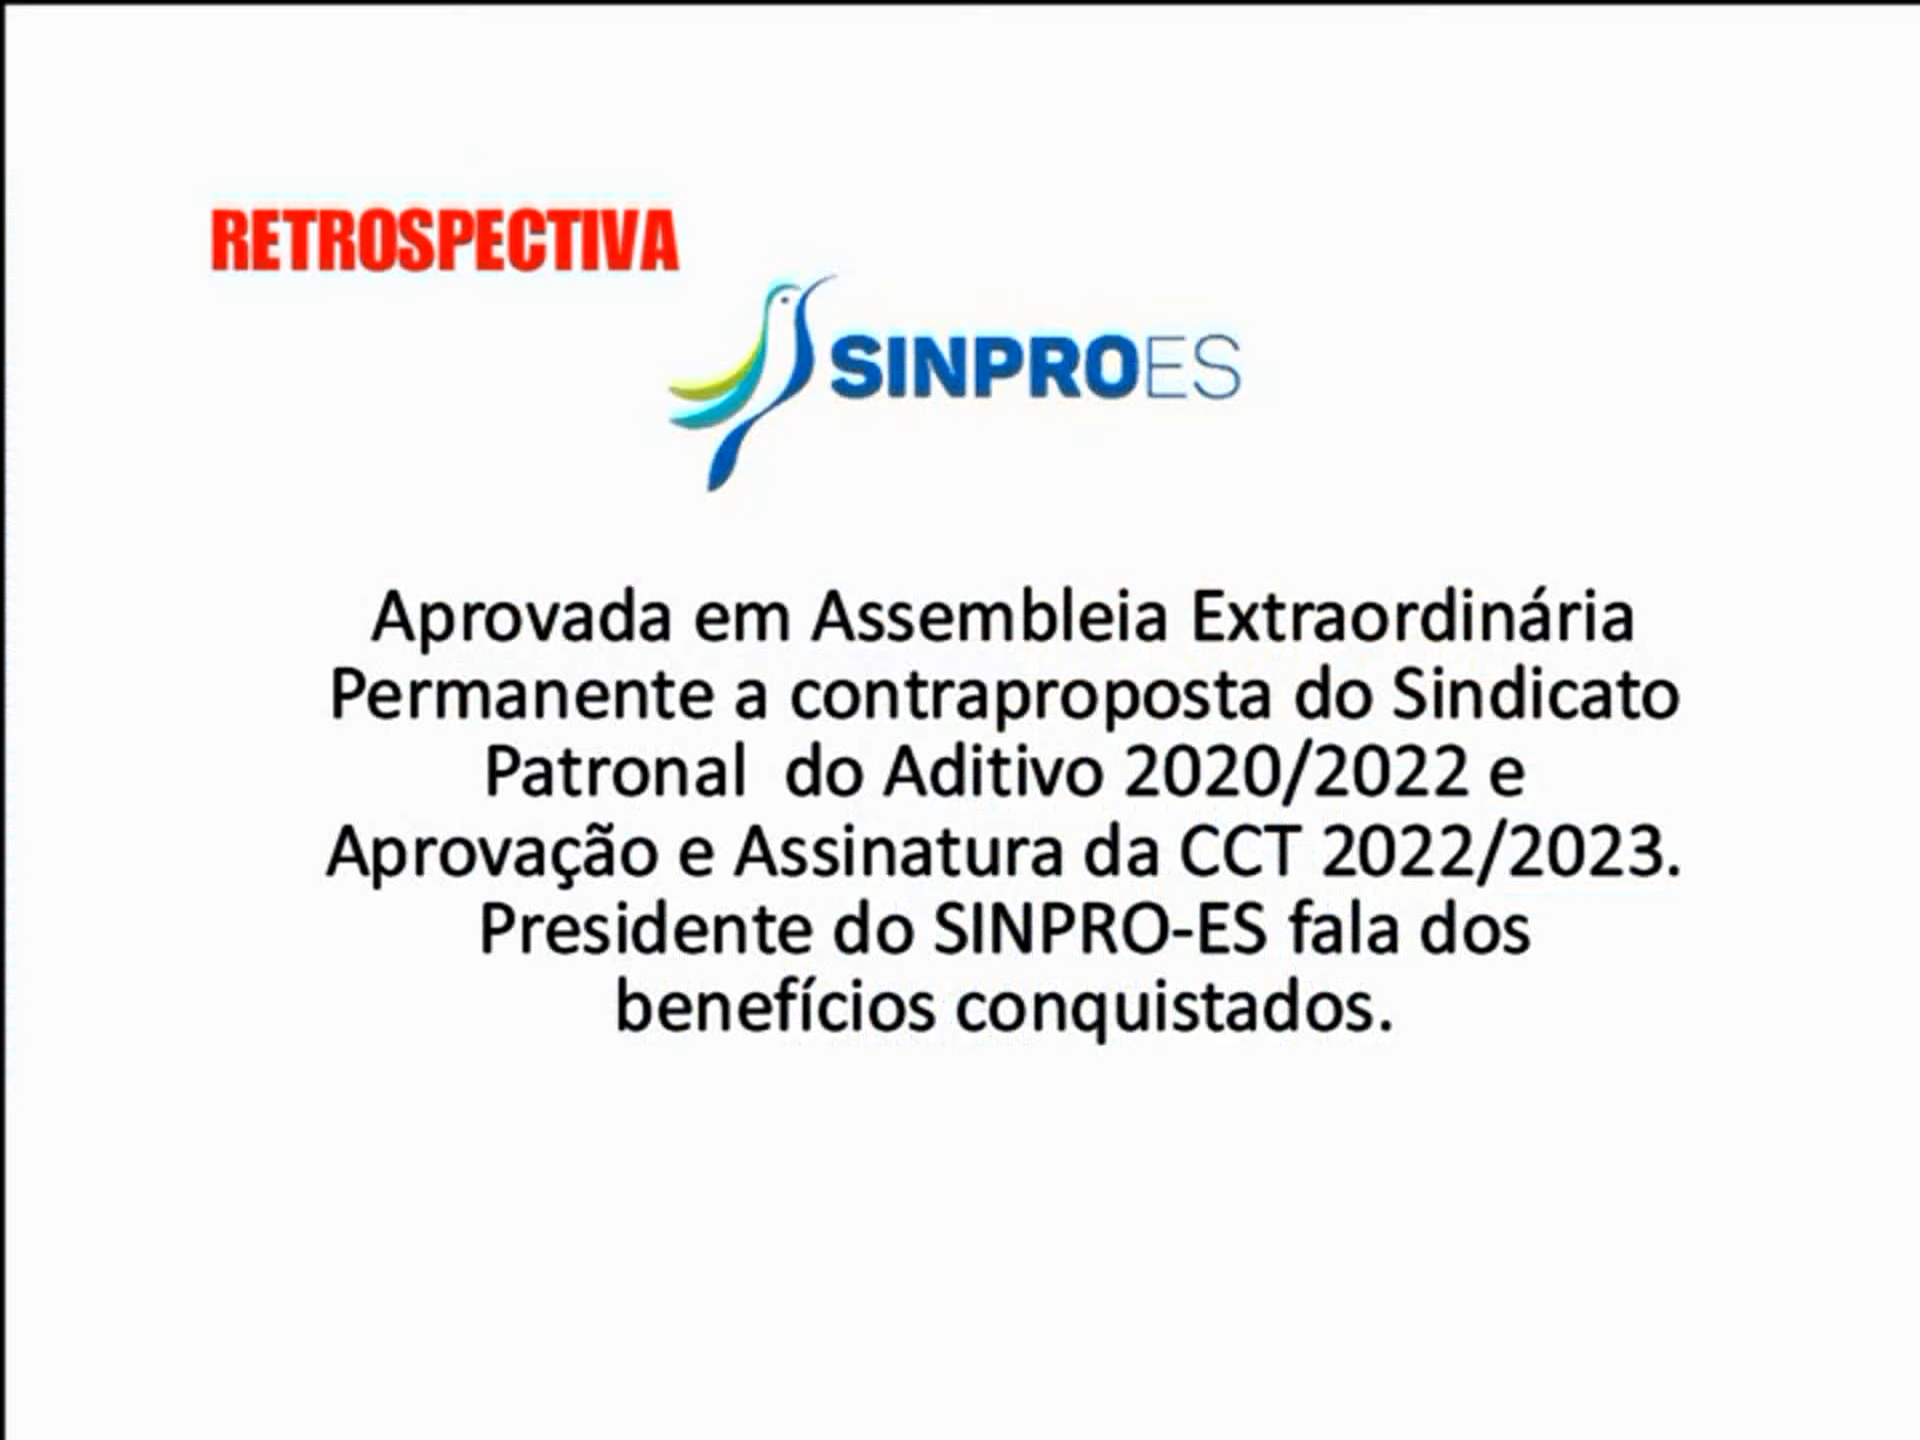 RETROSPECTIVA
SINPROES
Aprovada em Assembleia Extraordinária
Permanente a contraproposta do Sindicato
Patronal do Aditivo 2020/2022 e
Aprovação e Assinatura da CCT 2022/2023.
Presidente do SINPRO-ES fala dos
benefícios conquistados.